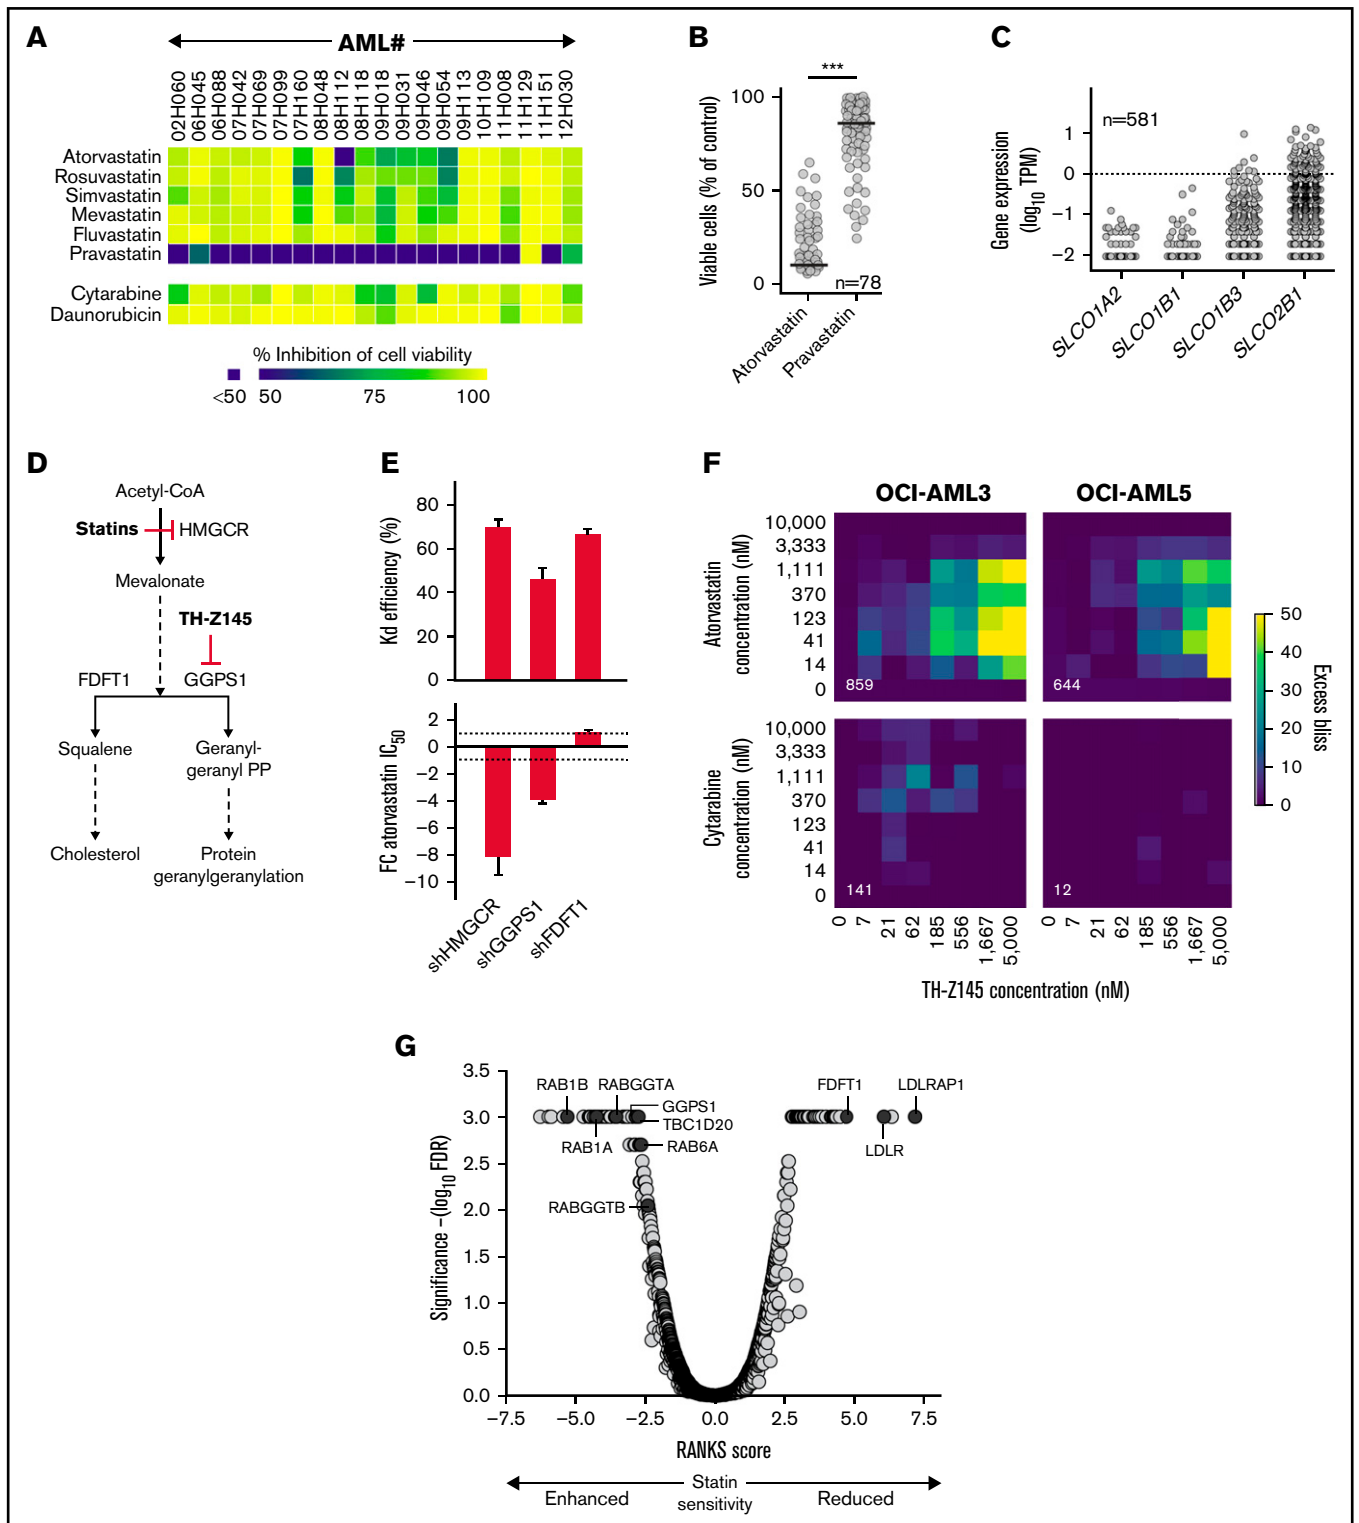 A
AML#
02H060
06H045
06H088
07H042
07H069
07H099
07H160
08H048
08H112
08H118
09H018
09H031
09H046
09H054
09H113
10H109
11H008
11H129
11H151
12H030
Atorvastatin
Rosuvastatin
Simvastatin
Mevastatin
Fluvastatin
Pravastatin
Cytarabine
Daunorubicin
% Inhibition of cell viability
<50 50 75 100
B
Viable cells (% of control)
100
50
0
***
n=78
Atorvastatin
Pravastatin
C
Gene expression
(log10 TPM)
n=581
1
0
−1
−2
SLCO1A2
SLCO1B1
SLCO1B3
SLCO2B1
D
Acetyl-CoA
Statins
HMGCR
Mevalonate
TH-Z145
FDFT1
GGPS1
Squalene
Geranyl-
geranyl PP
Cholesterol
Protein
geranylgeranylation
E
Kd efficiency (%)
80
60
40
20
0
FC atorvastatin IC50
2
0
−2
−4
−6
−8
−10
shHMGCR
shGGPS1
shFDFT1
F
OCI-AML3
OCI-AML5
Atorvastatin
concentration (nM)
10,000
3,333
1,111
370
123
41
14
0
859
644
Cytarabine
concentration (nM)
10,000
3,333
1,111
370
123
41
14
0
141
12
0
7
21
62
185
556
1,667
5,000
0
7
21
62
185
556
1,667
5,000
TH-Z145 concentration (nM)
50
40
30
20
10
0
Excess bliss
G
Significance −(log10 FDR)
3.5
3.0
2.5
2.0
1.5
1.0
0.5
0.0
RAB1B
RABGGTA
GGPS1
TBC1D20
RAB1A
RAB6A
RABGGTB
FDFT1
LDLRAP1
LDLR
−7.5 −5.0 −2.5 0.0 2.5 5.0 7.5
RANKS score
Enhanced
Statin
sensitivity
Reduced